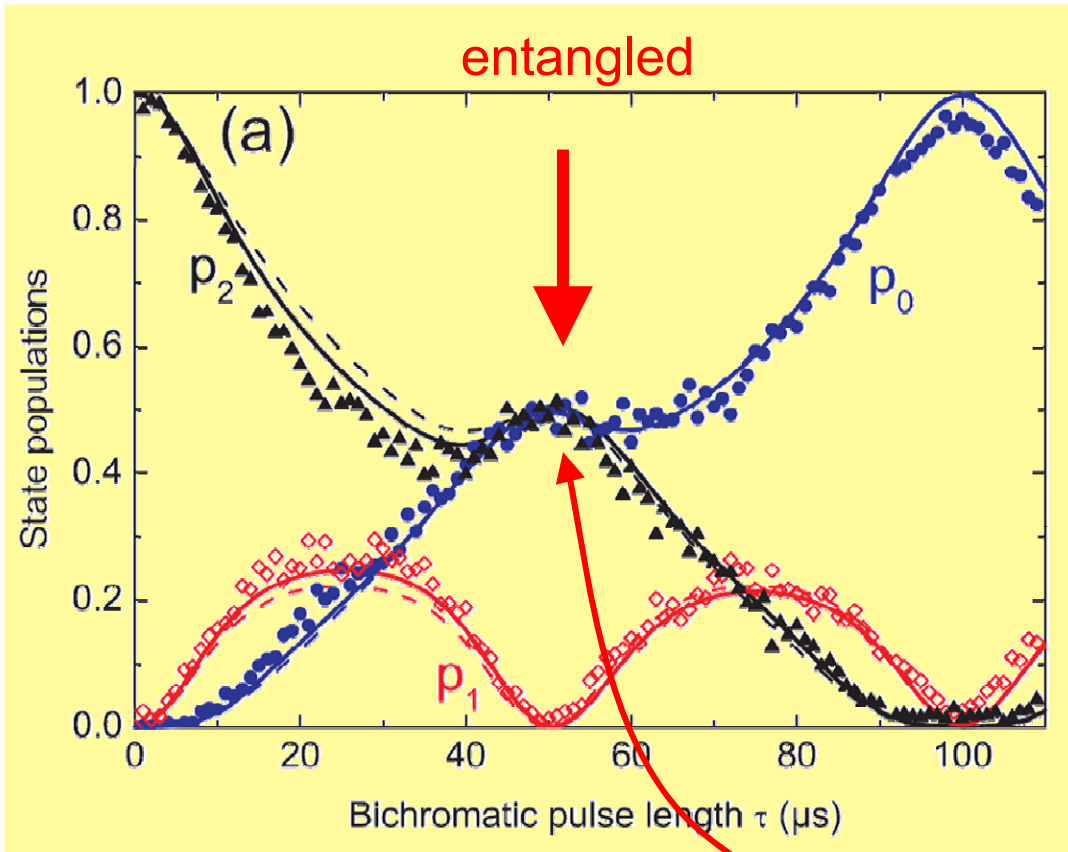 entangled
(a)
p2
p0
p1
1.0
0.8
0.6
0.4
0.2
0.0
State populations
0
20
40
60
80
100
Bichromatic pulse length τ (μs)